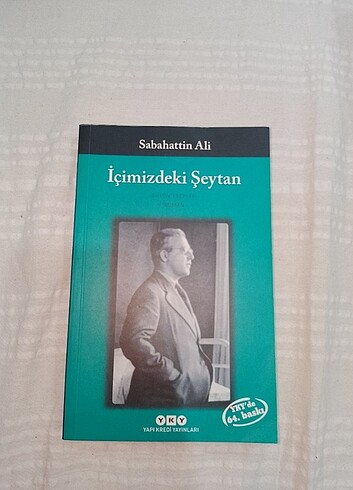 Sabahattin Ali
İçimizdeki Şeytan
YKY'de
64. baskı
YKY
YAPI KREDİ YAYINLARI